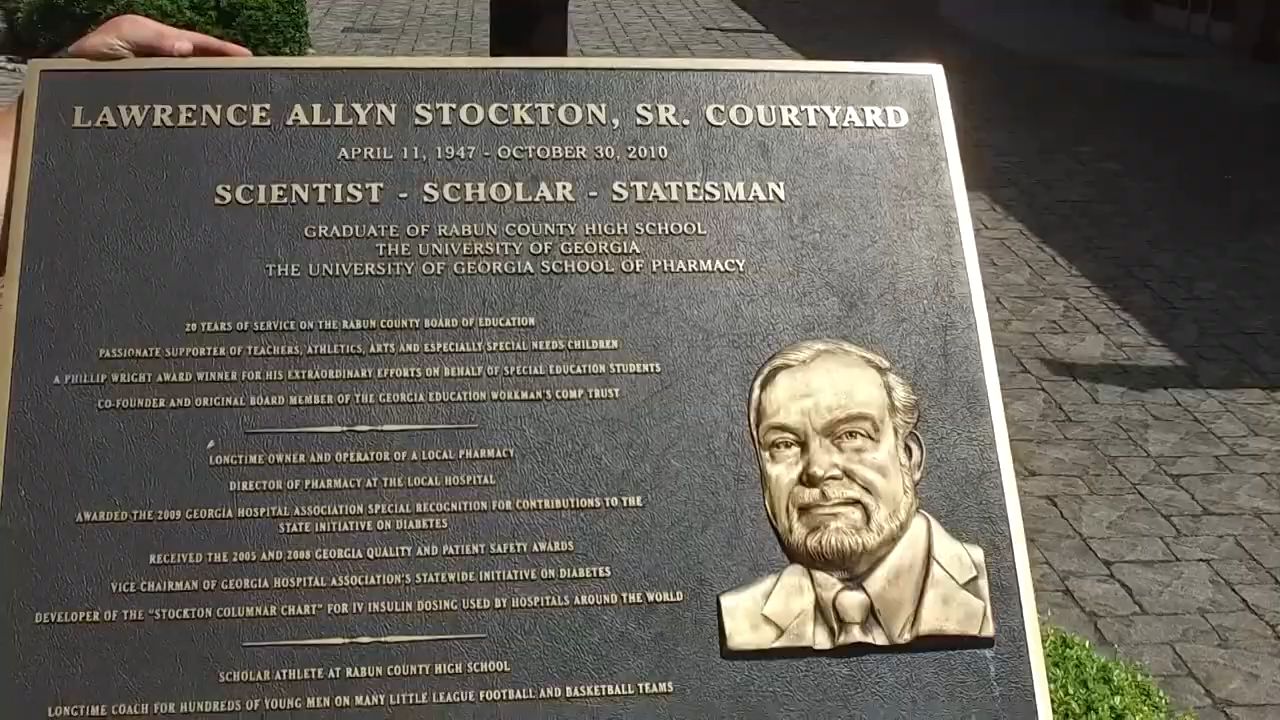 LAWRENCE ALLYN STOCKTON, SR. COURTYARD
APRIL 11, 1947 - OCTOBER 30, 2010
SCIENTIST - SCHOLAR - STATESMAN
GRADUATE OF RABUN COUNTY HIGH SCHOOL
THE UNIVERSITY OF GEORGIA
THE UNIVERSITY OF GEORGIA SCHOOL OF PHARMACY
20 YEARS OF SERVICE ON THE RABUN COUNTY BOARD OF EDUCATION
PASSIONATE SUPPORTER OF TEACHERS, ATHLETICS, ARTS AND ESPECIALLY SPECIAL NEEDS CHILDREN
A PHILLIP WRIGHT AWARD WINNER FOR HIS EXTRAORDINARY EFFORTS ON BEHALF OF SPECIAL EDUCATION STUDENTS
CO-FOUNDER AND ORIGINAL BOARD MEMBER OF THE GEORGIA EDUCATION WORKMAN'S COMP TRUST
LONGTIME OWNER AND OPERATOR OF A LOCAL PHARMACY
DIRECTOR OF PHARMACY AT THE LOCAL HOSPITAL
AWARDED THE 2009 GEORGIA HOSPITAL ASSOCIATION SPECIAL RECOGNITION FOR CONTRIBUTIONS TO THE
STATE INITIATIVE ON DIABETES
RECEIVED THE 2005 AND 2008 GEORGIA QUALITY AND PATIENT SAFETY AWARDS
VICE CHAIRMAN OF GEORGIA HOSPITAL ASSOCIATION'S STATEWIDE INITIATIVE ON DIABETES
DEVELOPER OF THE "STOCKTON COLUMNAR CHART" FOR IV INSULIN DOSING USED BY HOSPITALS AROUND THE WORLD
SCHOLAR ATHLETE AT RABUN COUNTY HIGH SCHOOL
LONGTIME COACH FOR HUNDREDS OF YOUNG MEN ON MANY LITTLE LEAGUE FOOTBALL AND BASKETBALL TEAMS